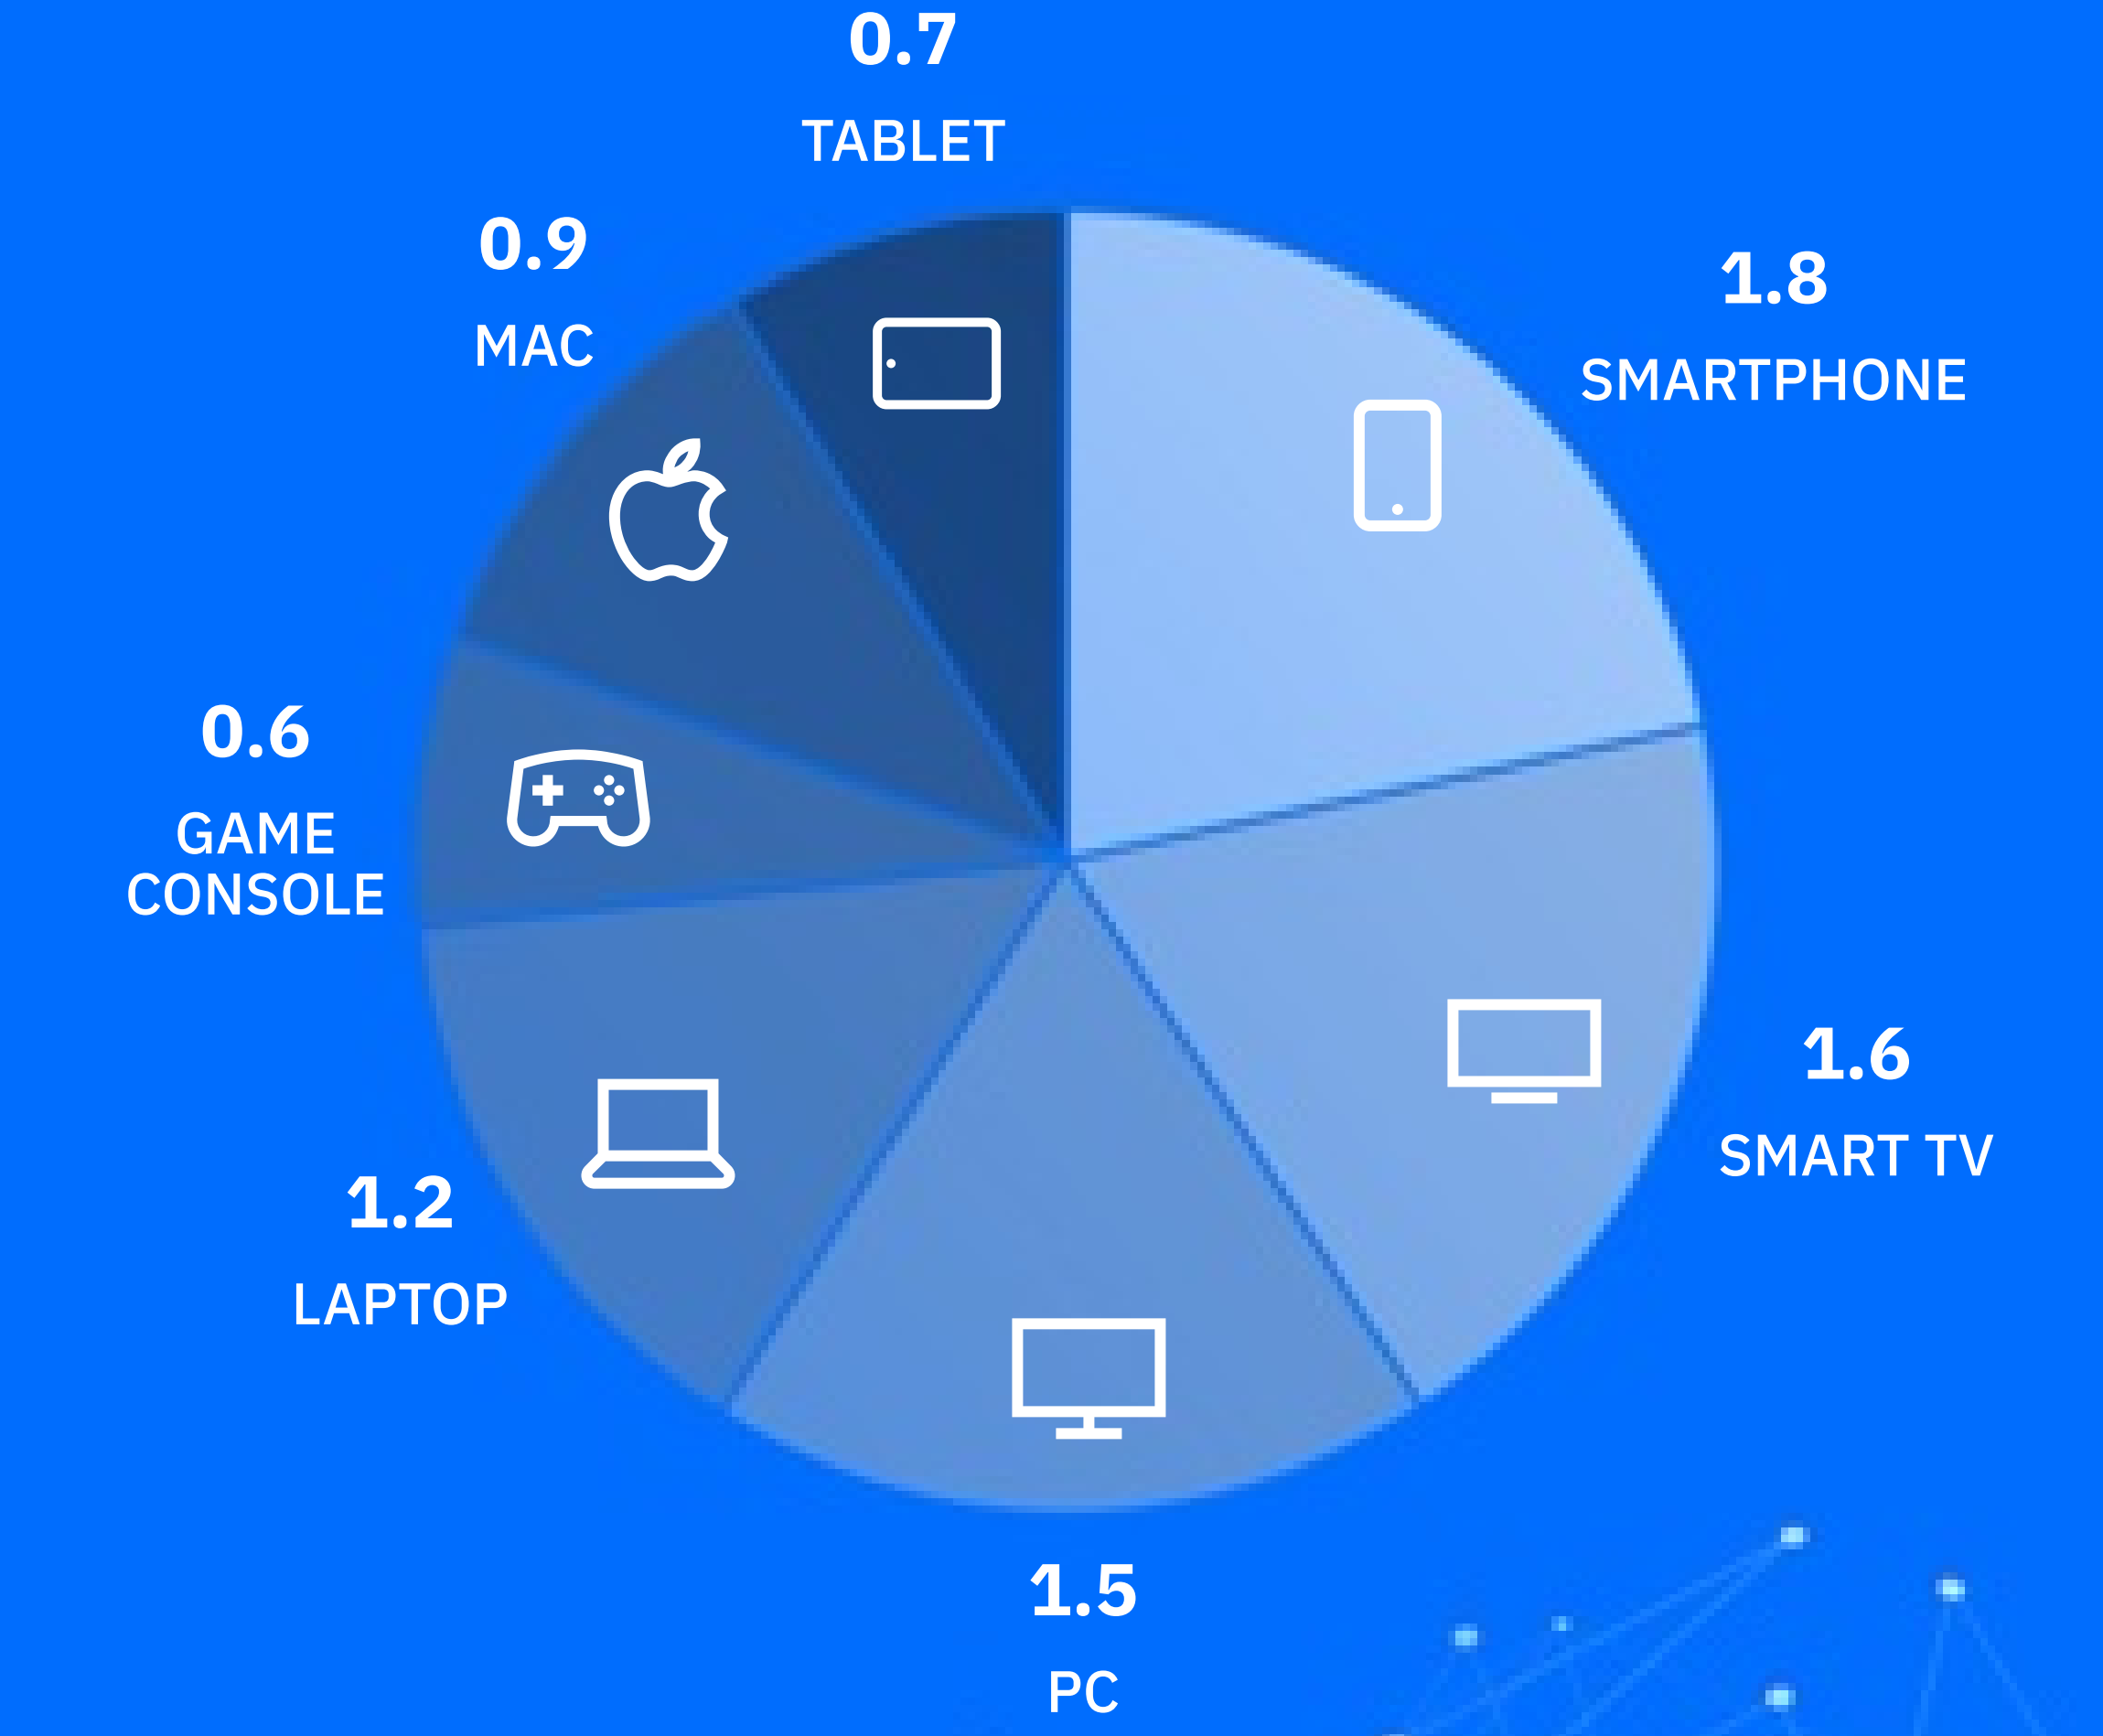 0.7
TABLET
0.9
MAC
1.8
SMARTPHONE
0.6
GAME
CONSOLE
1.6
SMART TV
1.2
LAPTOP
1.5
PC